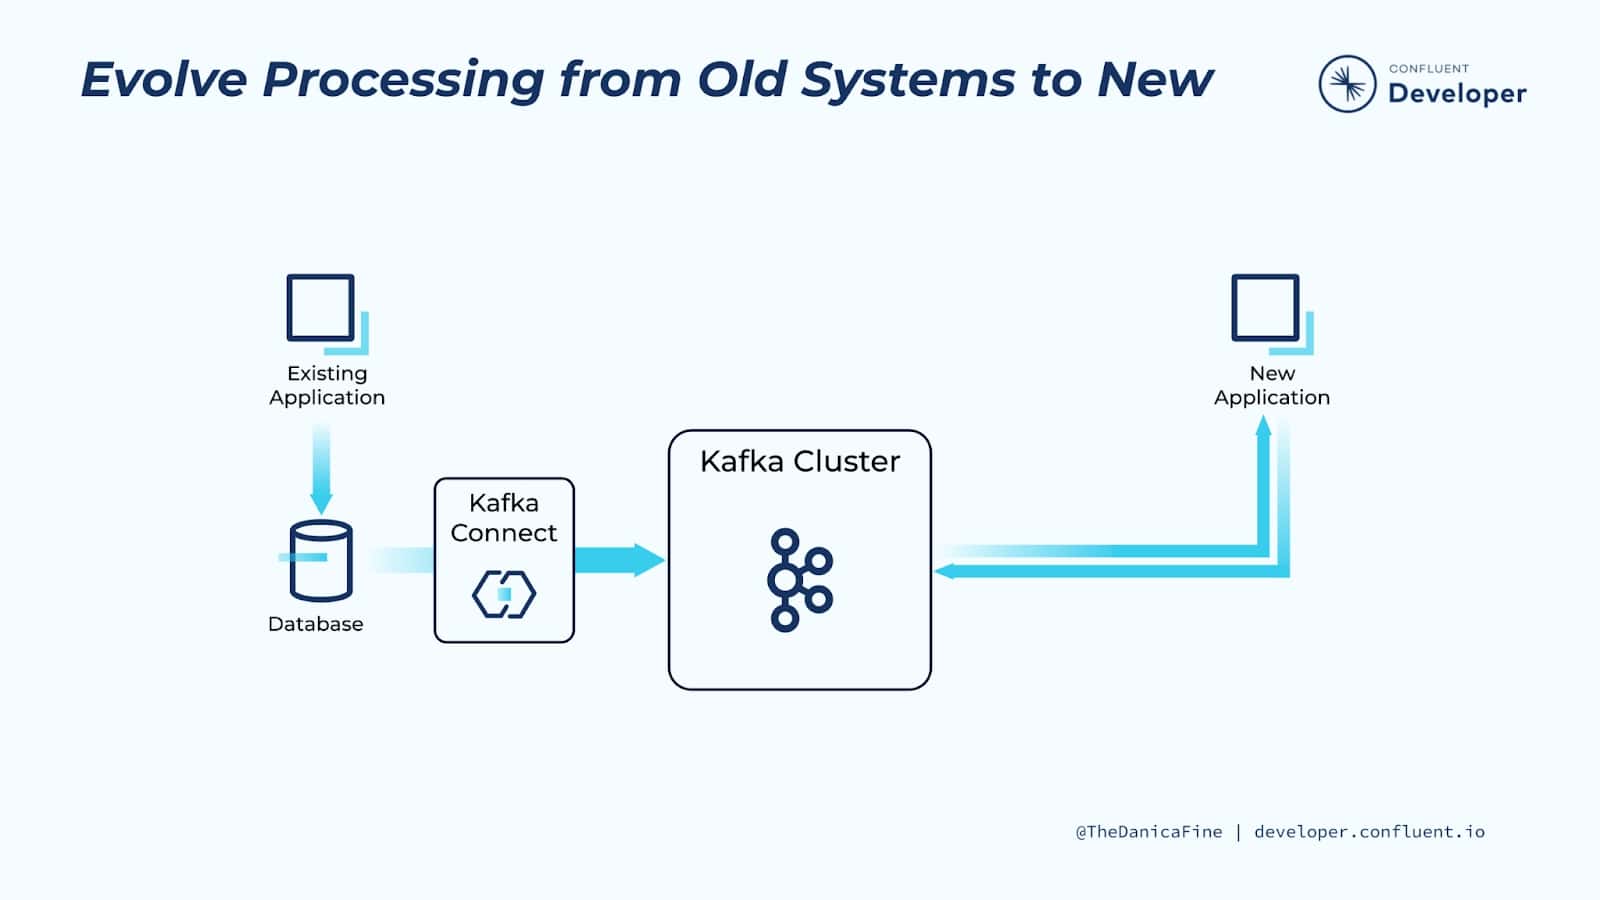 Evolve Processing from Old Systems to New
CONFLUENT
Developer
Existing
Application
New
Application
Kafka Cluster
Kafka
Connect
Database
@TheDanicaFine | developer.confluent.io